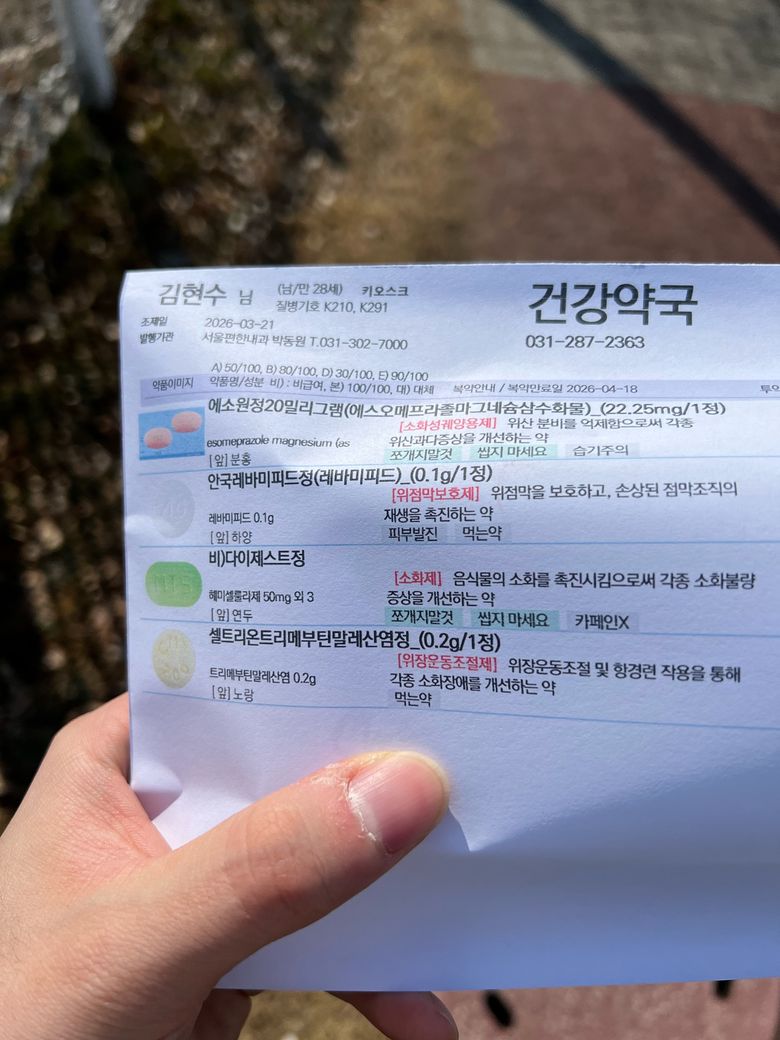 김현수 님 (남/만 28세) 키오스크
질병기호 K210, K291
건강약국
조제일 2026-03-21
발행기관 서울편한내과 박동원 T.031-302-7000
031-287-2363
A) 50/100, B) 80/100, D) 30/100, E) 90/100
약품이미지 약품명/성분 비) : 비급여, 본) 100/100, 대) 대체 복약안내 / 복약만료일 2026-04-18 투약
에소원정20밀리그램(에스오메프라졸마그네슘삼수화물)_(22.25mg/1정)
[소화성궤양용제] 위산 분비를 억제함으로써 각종
esomeprazole magnesium (as 위산과다증상을 개선하는 약
[앞] 분홍 쪼개지말것 씹지 마세요 습기주의
안국레바미피드정(레바미피드)_(0.1g/1정)
[위점막보호제] 위점막을 보호하고, 손상된 점막조직의
레바미피드 0.1g 재생을 촉진하는 약
[앞] 하양 피부발진 먹는약
비)다이제스트정
[소화제] 음식물의 소화를 촉진시킴으로써 각종 소화불량
헤미셀룰라제 50mg 외 3 증상을 개선하는 약
[앞] 연두 쪼개지말것 씹지 마세요 카페인X
셀트리온트리메부틴말레산염정_(0.2g/1정)
[위장운동조절제] 위장운동조절 및 항경련 작용을 통해
트리메부틴말레산염 0.2g 각종 소화장애를 개선하는 약
[앞] 노랑 먹는약